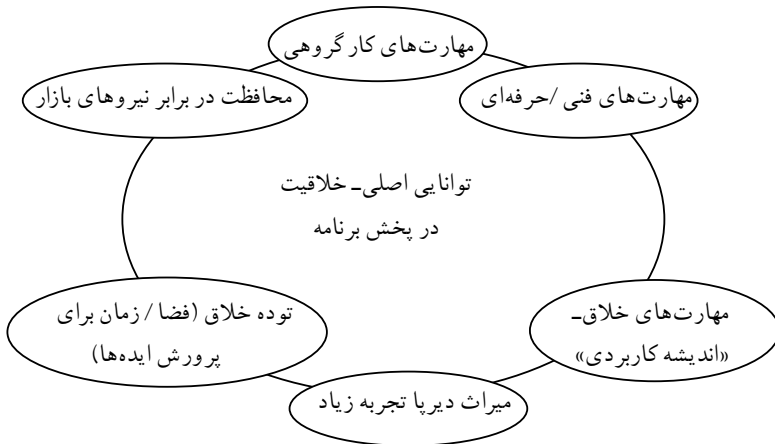 مهارت‌های کار گروهی
مهارت‌های فنی /حرفه‌ای
محافظت در برابر نیروهای بازار
توانایی اصلی ـ خلاقیت
در پخش برنامه
مهارت‌های خلاق ـ
«اندیشه کاربردی»
توده خلاق (فضا / زمان برای
پرورش ایده‌ها)
میراث دیرپا تجربه زیاد